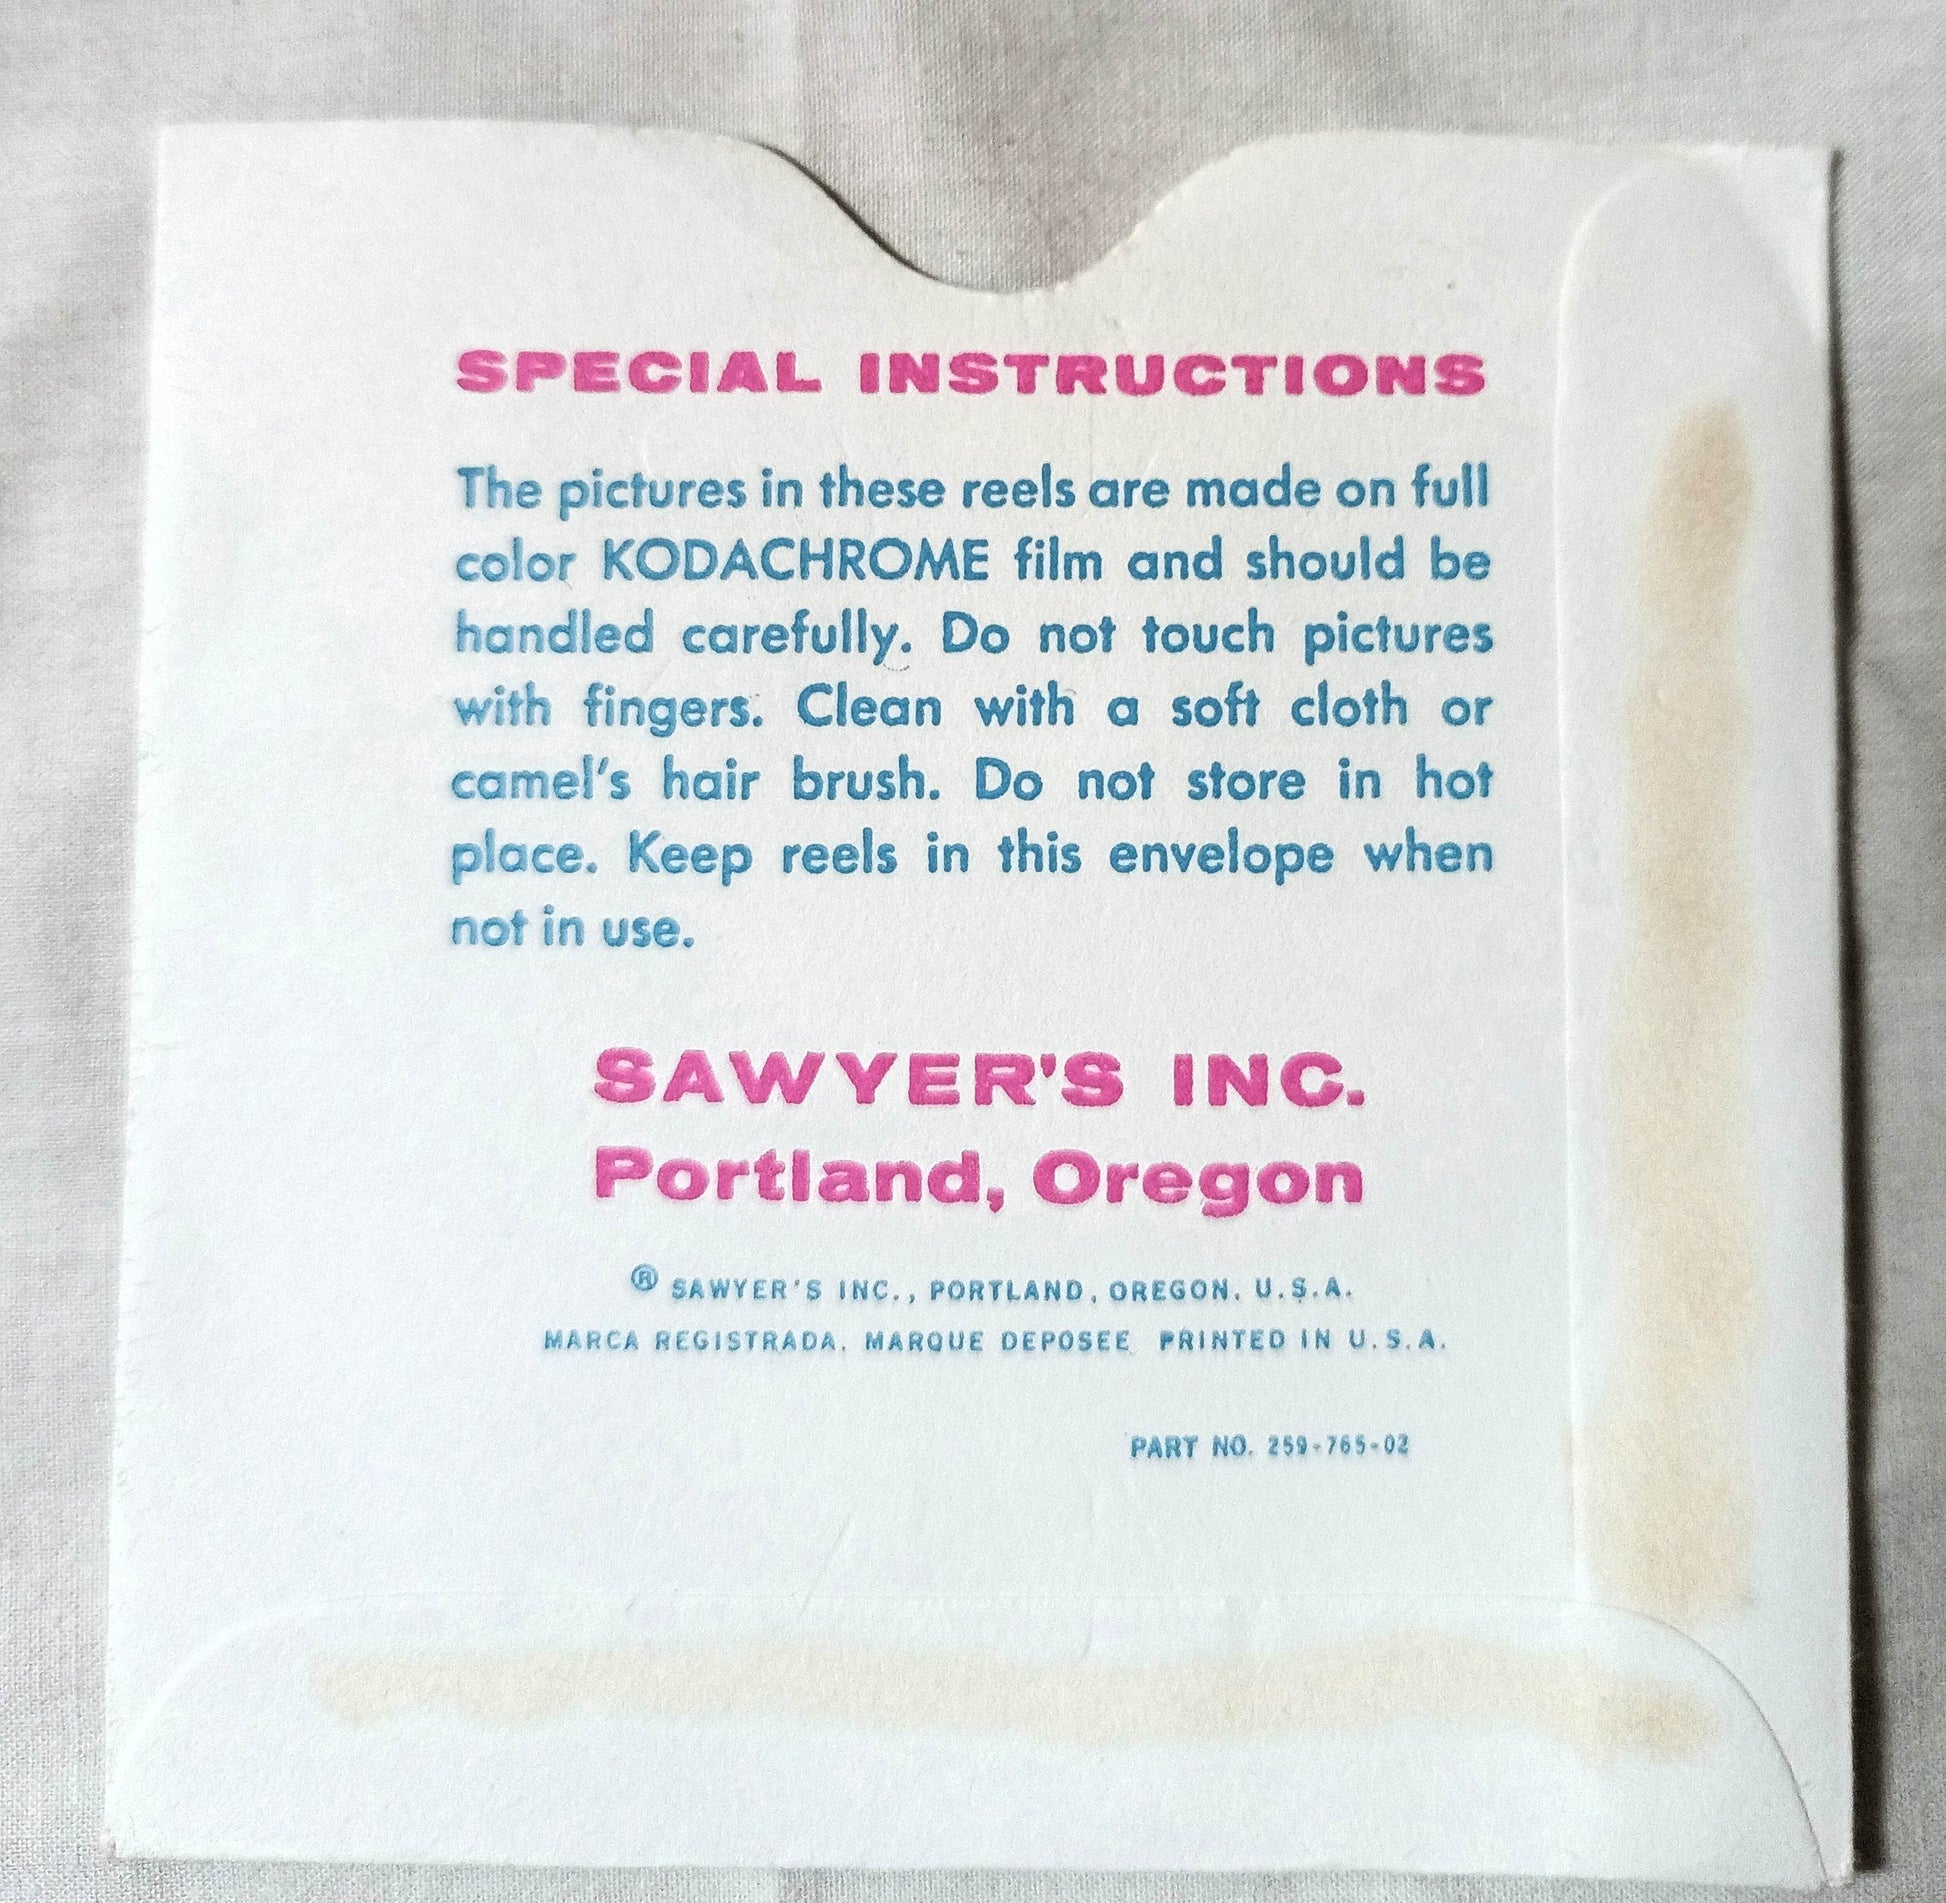 SPECIAL INSTRUCTIONS
The pictures in these reels are made on full
color KODACHROME film and should be
handled carefully. Do not touch pictures
with fingers. Clean with a soft cloth or
camel's hair brush. Do not store in hot
place. Keep reels in this envelope when
not in use.
SAWYER'S INC.
Portland, Oregon
® SAWYER'S INC., PORTLAND, OREGON, U.S.A.
MARCA REGISTRADA. MARQUE DEPOSEE PRINTED IN U.S.A.
PART NO. 259-765-02